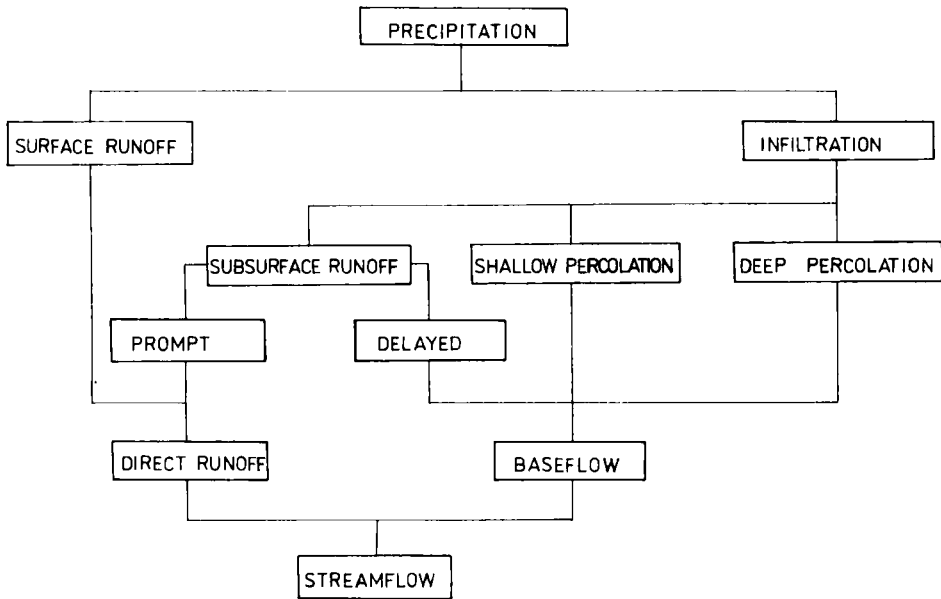 PRECIPITATION
SURFACE RUNOFF
INFILTRATION
SUBSURFACE RUNOFF
SHALLOW PERCOLATION
DEEP PERCOLATION
PROMPT
DELAYED
DIRECT RUNOFF
BASEFLOW
STREAMFLOW